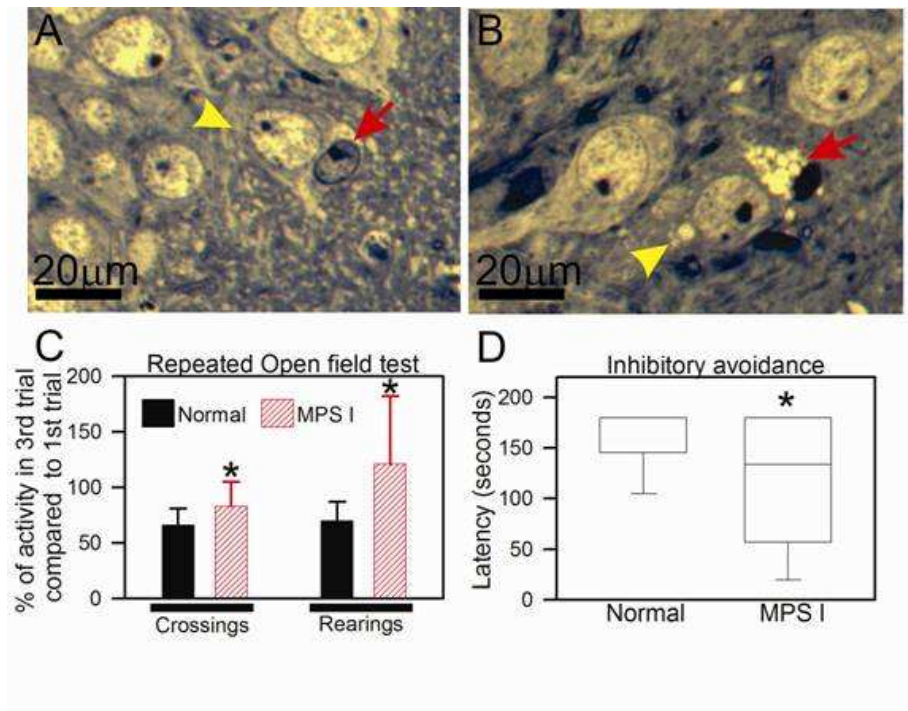 A
B
20µm
20µm
C
D
Repeated Open field test
Inhibitory avoidance
% of activity in 3rd trial
compared to 1st trial
200
150
100
50
0
Normal
MPS I
*
*
Crossings
Rearings
Latency (seconds)
200
150
100
50
0
*
Normal
MPS I